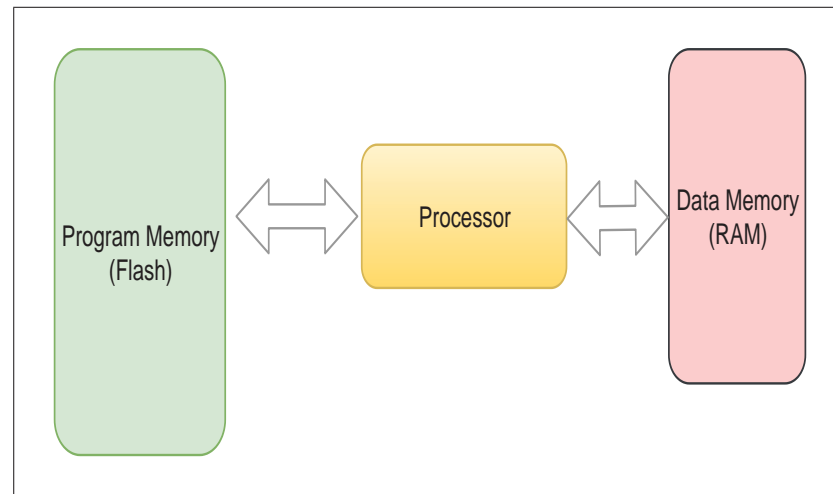 Program Memory
(Flash)
Processor
Data Memory
(RAM)